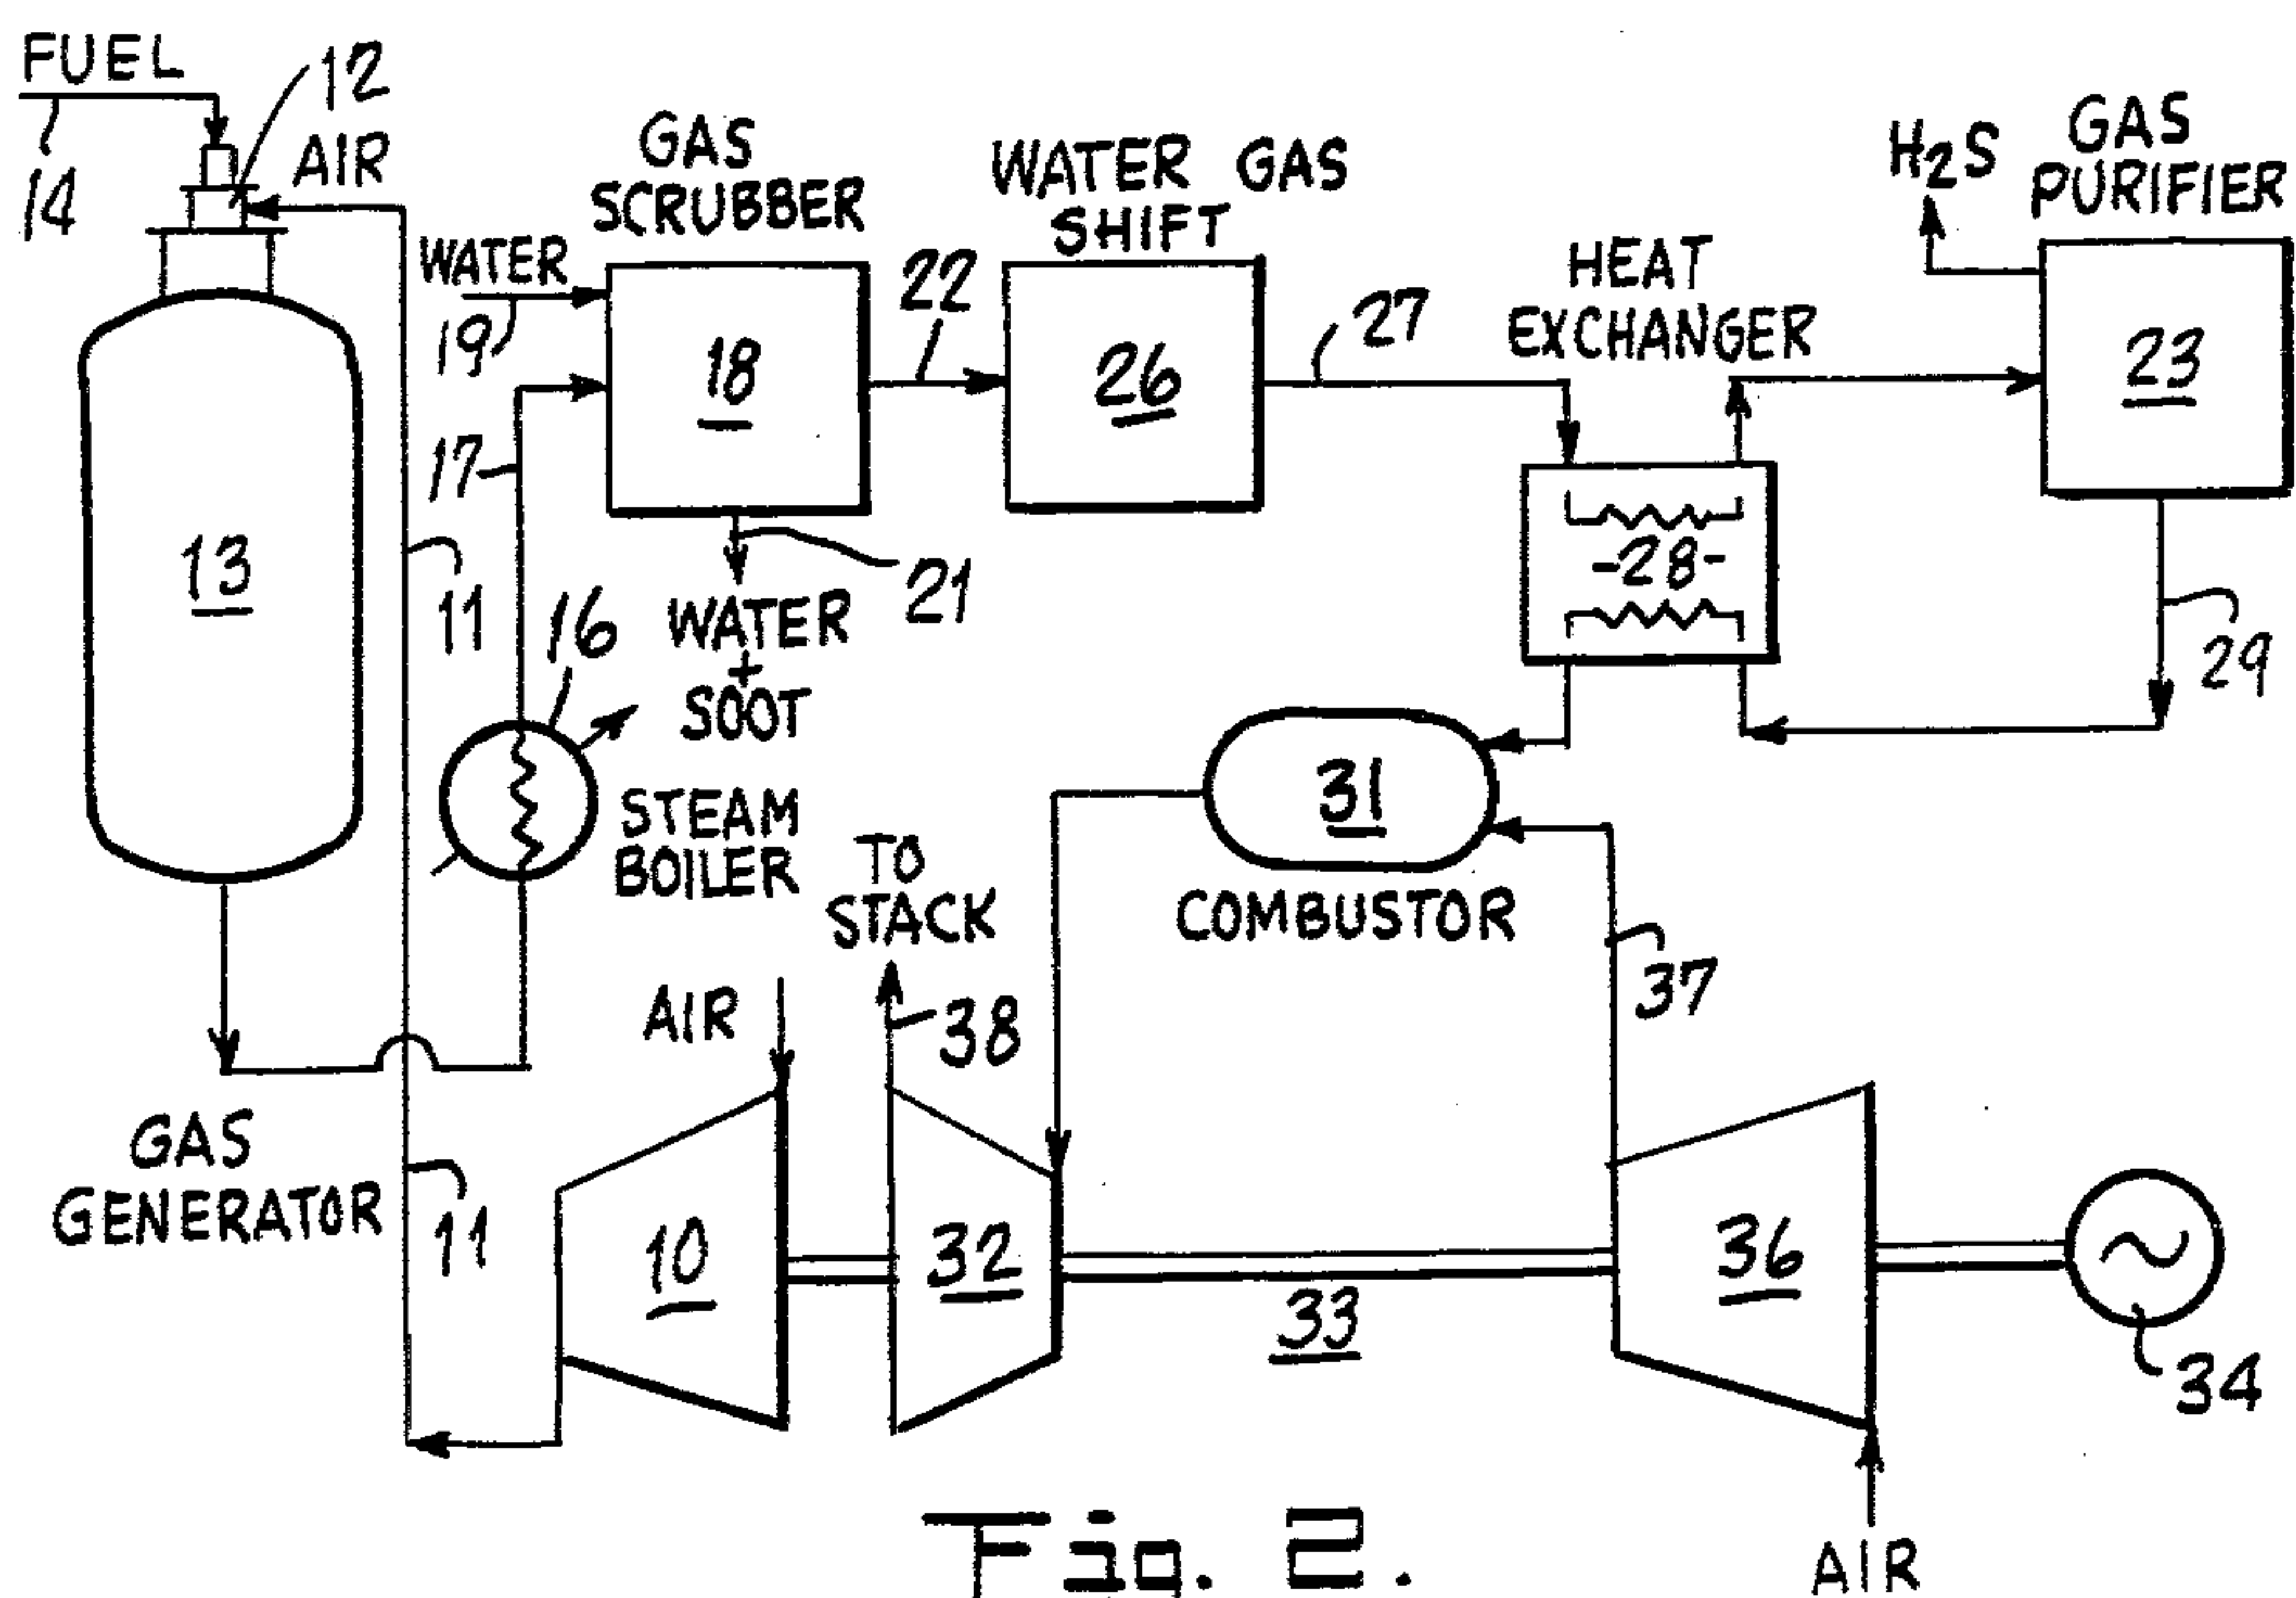 FUEL
12
AIR
14
GAS
SCRUBBER
WATER GAS
SHIFT
H2S
GAS
PURIFIER
WATER
19
18
22
26
27
HEAT
EXCHANGER
23
17
13
11
16
21
WATER
+
SOOT
-28-
29
STEAM
BOILER
31
COMBUSTOR
TO
STACK
37
AIR
38
GAS
GENERATOR
11
10
32
33
36
34
AIR
Fig. 2.